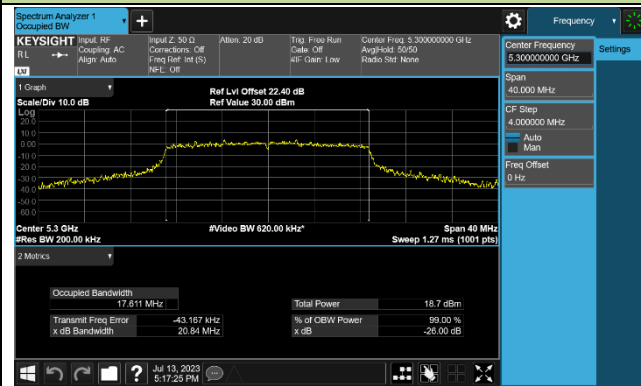 Spectrum Analyzer 1
Occupied BW
Frequency
KEYSIGHT
RL
LXI
Input: RF
Coupling: AC
Align: Auto
Input Z: 50 Ω
Corrections: Off
Freq Ref: Int (S)
NFE: Off
Atten: 20 dB
Trig: Free Run
Gate: Off
#IF Gain: Low
Center Freq: 5.300000000 GHz
Avg|Hold: 50/50
Radio Std: None
Center Frequency
5.300000000 GHz
Settings
Span
40.000 MHz
CF Step
4.000000 MHz
Auto
Man
Freq Offset
0 Hz
1 Graph
Scale/Div 10.0 dB
Ref Lvl Offset 22.40 dB
Ref Value 30.00 dBm
Log
20.0
10.0
0.00
-10.0
-20.0
-30.0
-40.0
-50.0
-60.0
Center 5.3 GHz
#Res BW 200.00 kHz
#Video BW 620.00 kHz*
Span 40 MHz
Sweep 1.27 ms (1001 pts)
2 Metrics
Occupied Bandwidth
17.611 MHz
Total Power 18.7 dBm
Transmit Freq Error -43.167 kHz
% of OBW Power 99.00 %
x dB Bandwidth 20.84 MHz
x dB -26.00 dB
?
Jul 13, 2023
5:17:25 PM